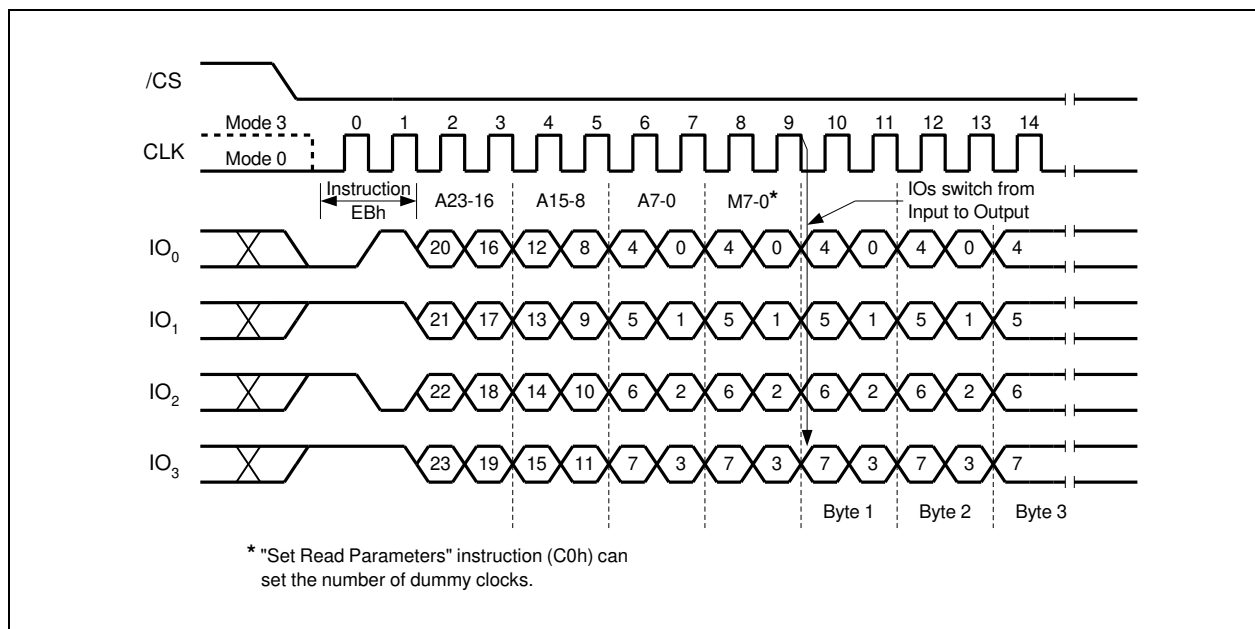 /CS
Mode 3 0 1 2 3 4 5 6 7 8 9 10 11 12 13 14
CLK Mode 0
Instruction
EBh
A23-16 A15-8 A7-0 M7-0*
IOs switch from
Input to Output
IO0 20 16 12 8 4 0 4 0 4 0 4 0 4
IO1 21 17 13 9 5 1 5 1 5 1 5 1 5
IO2 22 18 14 10 6 2 6 2 6 2 6 2 6
IO3 23 19 15 11 7 3 7 3 7 3 7 3 7
Byte 1 Byte 2 Byte 3
* "Set Read Parameters" instruction (C0h) can
set the number of dummy clocks.